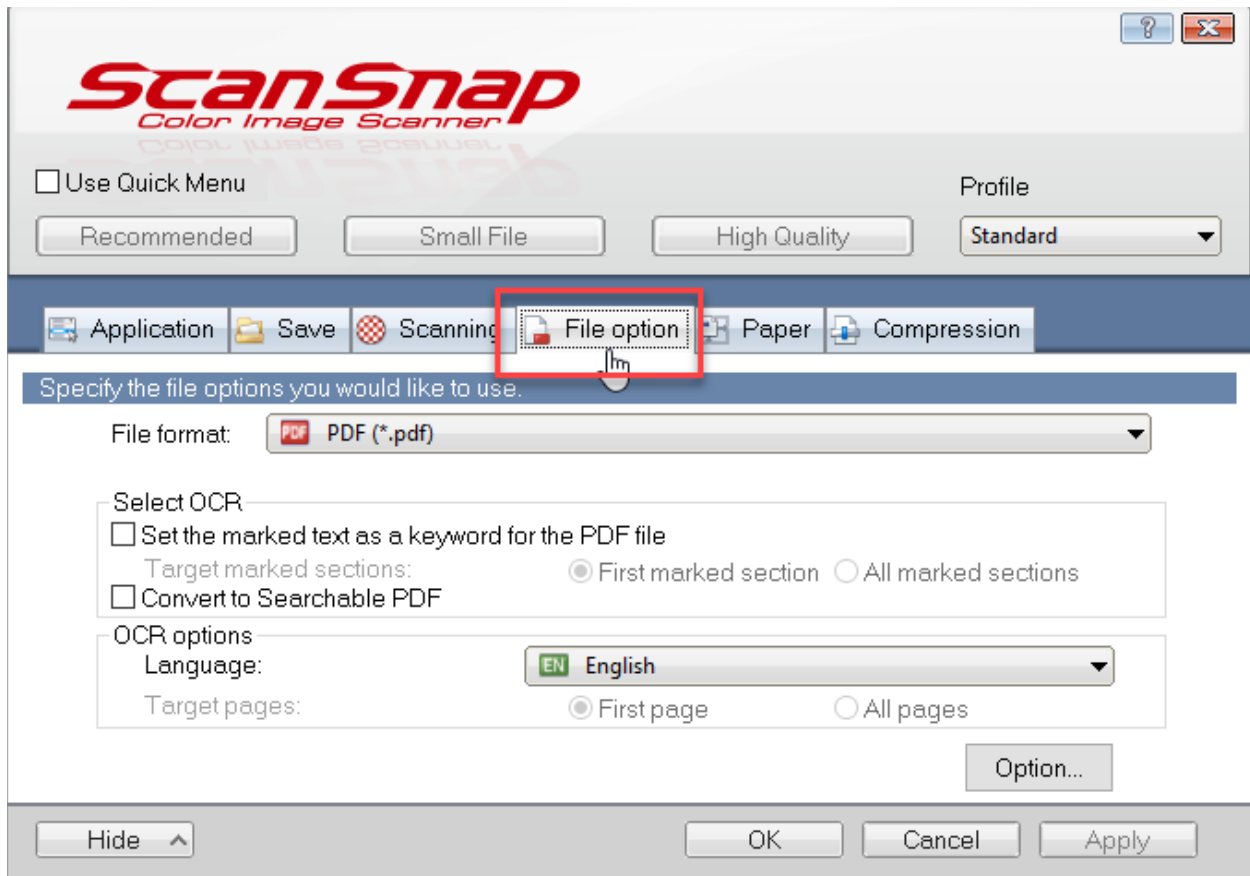 ScanSnap
Color Image Scanner
Use Quick Menu
Profile
Recommended Small File High Quality Standard
Application Save Scanning File option Paper Compression
Specify the file options you would like to use.
File format: PDF PDF (*.pdf)
Select OCR
Set the marked text as a keyword for the PDF file
Target marked sections: First marked section All marked sections
Convert to Searchable PDF
OCR options
Language: EN English
Target pages: First page All pages
Option...
Hide OK Cancel Apply